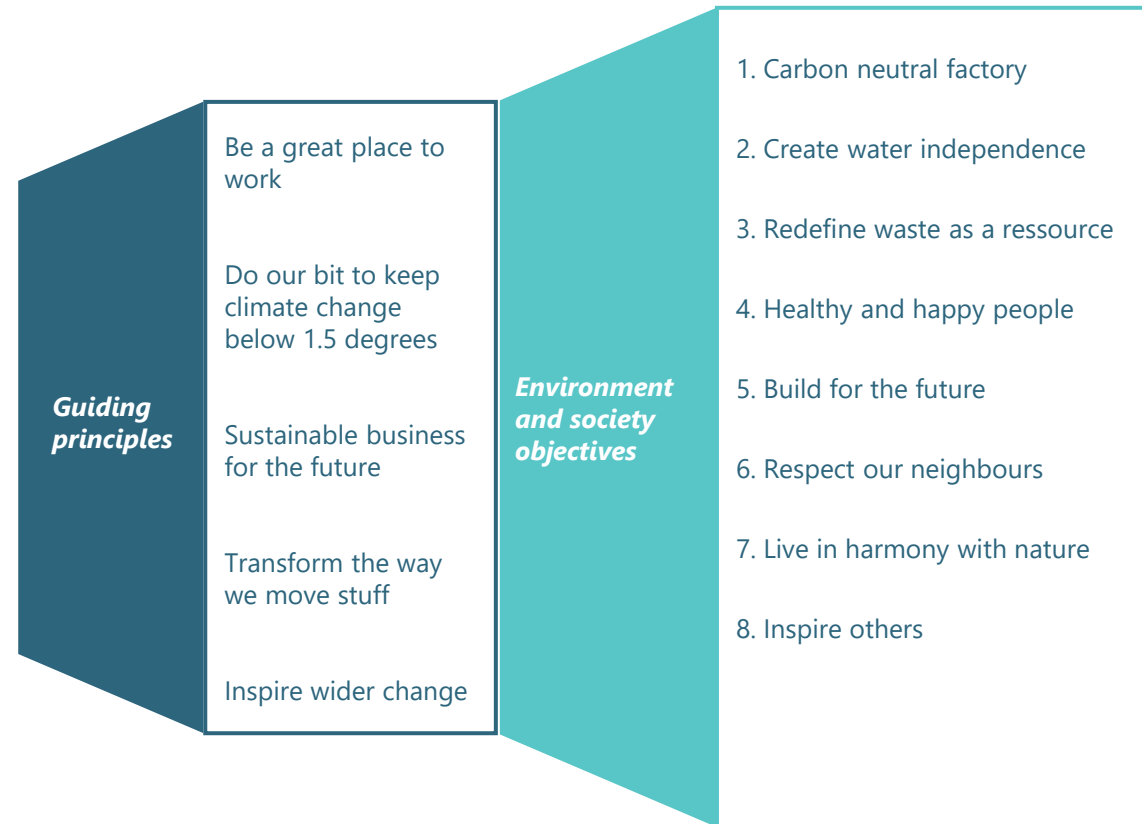 Guiding
principles
Be a great place to
work
Do our bit to keep
climate change
below 1.5 degrees
Sustainable business
for the future
Transform the way
we move stuff
Inspire wider change
Environment
and society
objectives
1. Carbon neutral factory
2. Create water independence
3. Redefine waste as a ressource
4. Healthy and happy people
5. Build for the future
6. Respect our neighbours
7. Live in harmony with nature
8. Inspire others